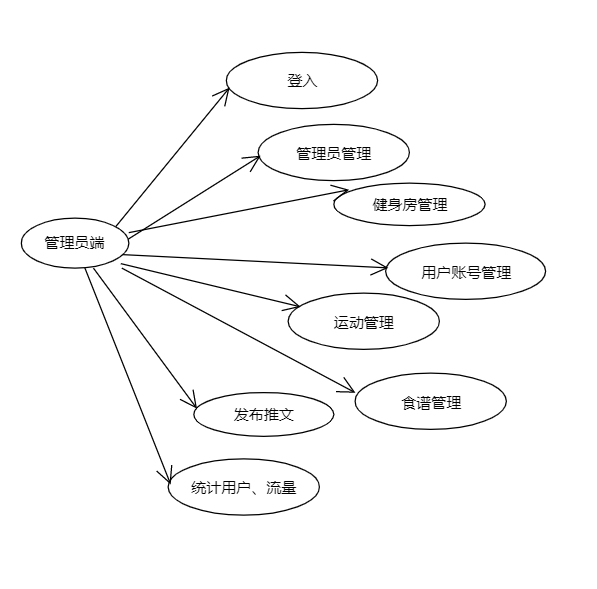 登入
管理员管理
健身房管理
管理员端
用户账号管理
运动管理
食谱管理
发布推文
统计用户、流量